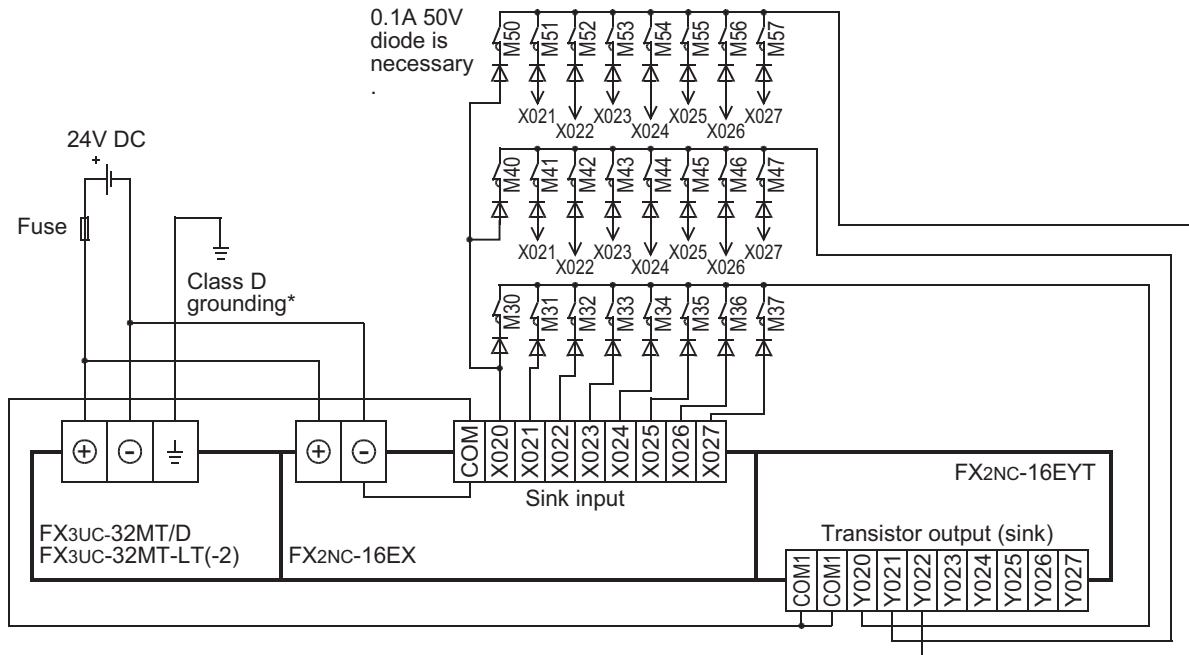 0.1A 50V
diode is
necessary
.
M50 M51 M52 M53 M54 M55 M56 M57
X021 X022 X023 X024 X025 X026 X027
24V DC
+
M40 M41 M42 M43 M44 M45 M46 M47
Fuse
X021 X022 X023 X024 X025 X026 X027
Class D
grounding*
M30 M31 M32 M33 M34 M35 M36 M37
+ - + - COM X020 X021 X022 X023 X024 X025 X026 X027
Sink input
FX2NC-16EYT
FX3UC-32MT/D
FX3UC-32MT-LT(-2)
FX2NC-16EX
Transistor output (sink)
COM1 COM1 Y020 Y021 Y022 Y023 Y024 Y025 Y026 Y027